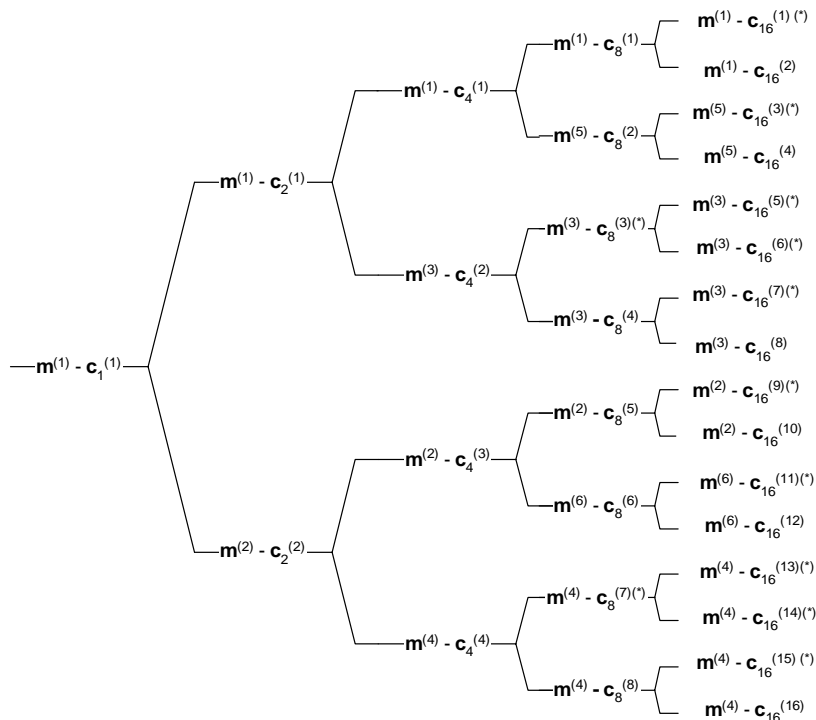 m(1) - c16(1)(*)
m(1) - c8(1)
m(1) - c16(2)
m(1) - c4(1)
m(5) - c16(3)(*)
m(5) - c8(2)
m(5) - c16(4)
m(1) - c2(1)
m(3) - c16(5)(*)
m(3) - c8(3)(*)
m(3) - c16(6)(*)
m(3) - c4(2)
m(3) - c16(7)(*)
m(3) - c8(4)
m(3) - c16(8)
m(1) - c1(1)
m(2) - c16(9)(*)
m(2) - c8(5)
m(2) - c16(10)
m(2) - c4(3)
m(6) - c16(11)(*)
m(6) - c8(6)
m(6) - c16(12)
m(2) - c2(2)
m(4) - c16(13)(*)
m(4) - c8(7)(*)
m(4) - c16(14)(*)
m(4) - c4(4)
m(4) - c16(15)(*)
m(4) - c8(8)
m(4) - c16(16)